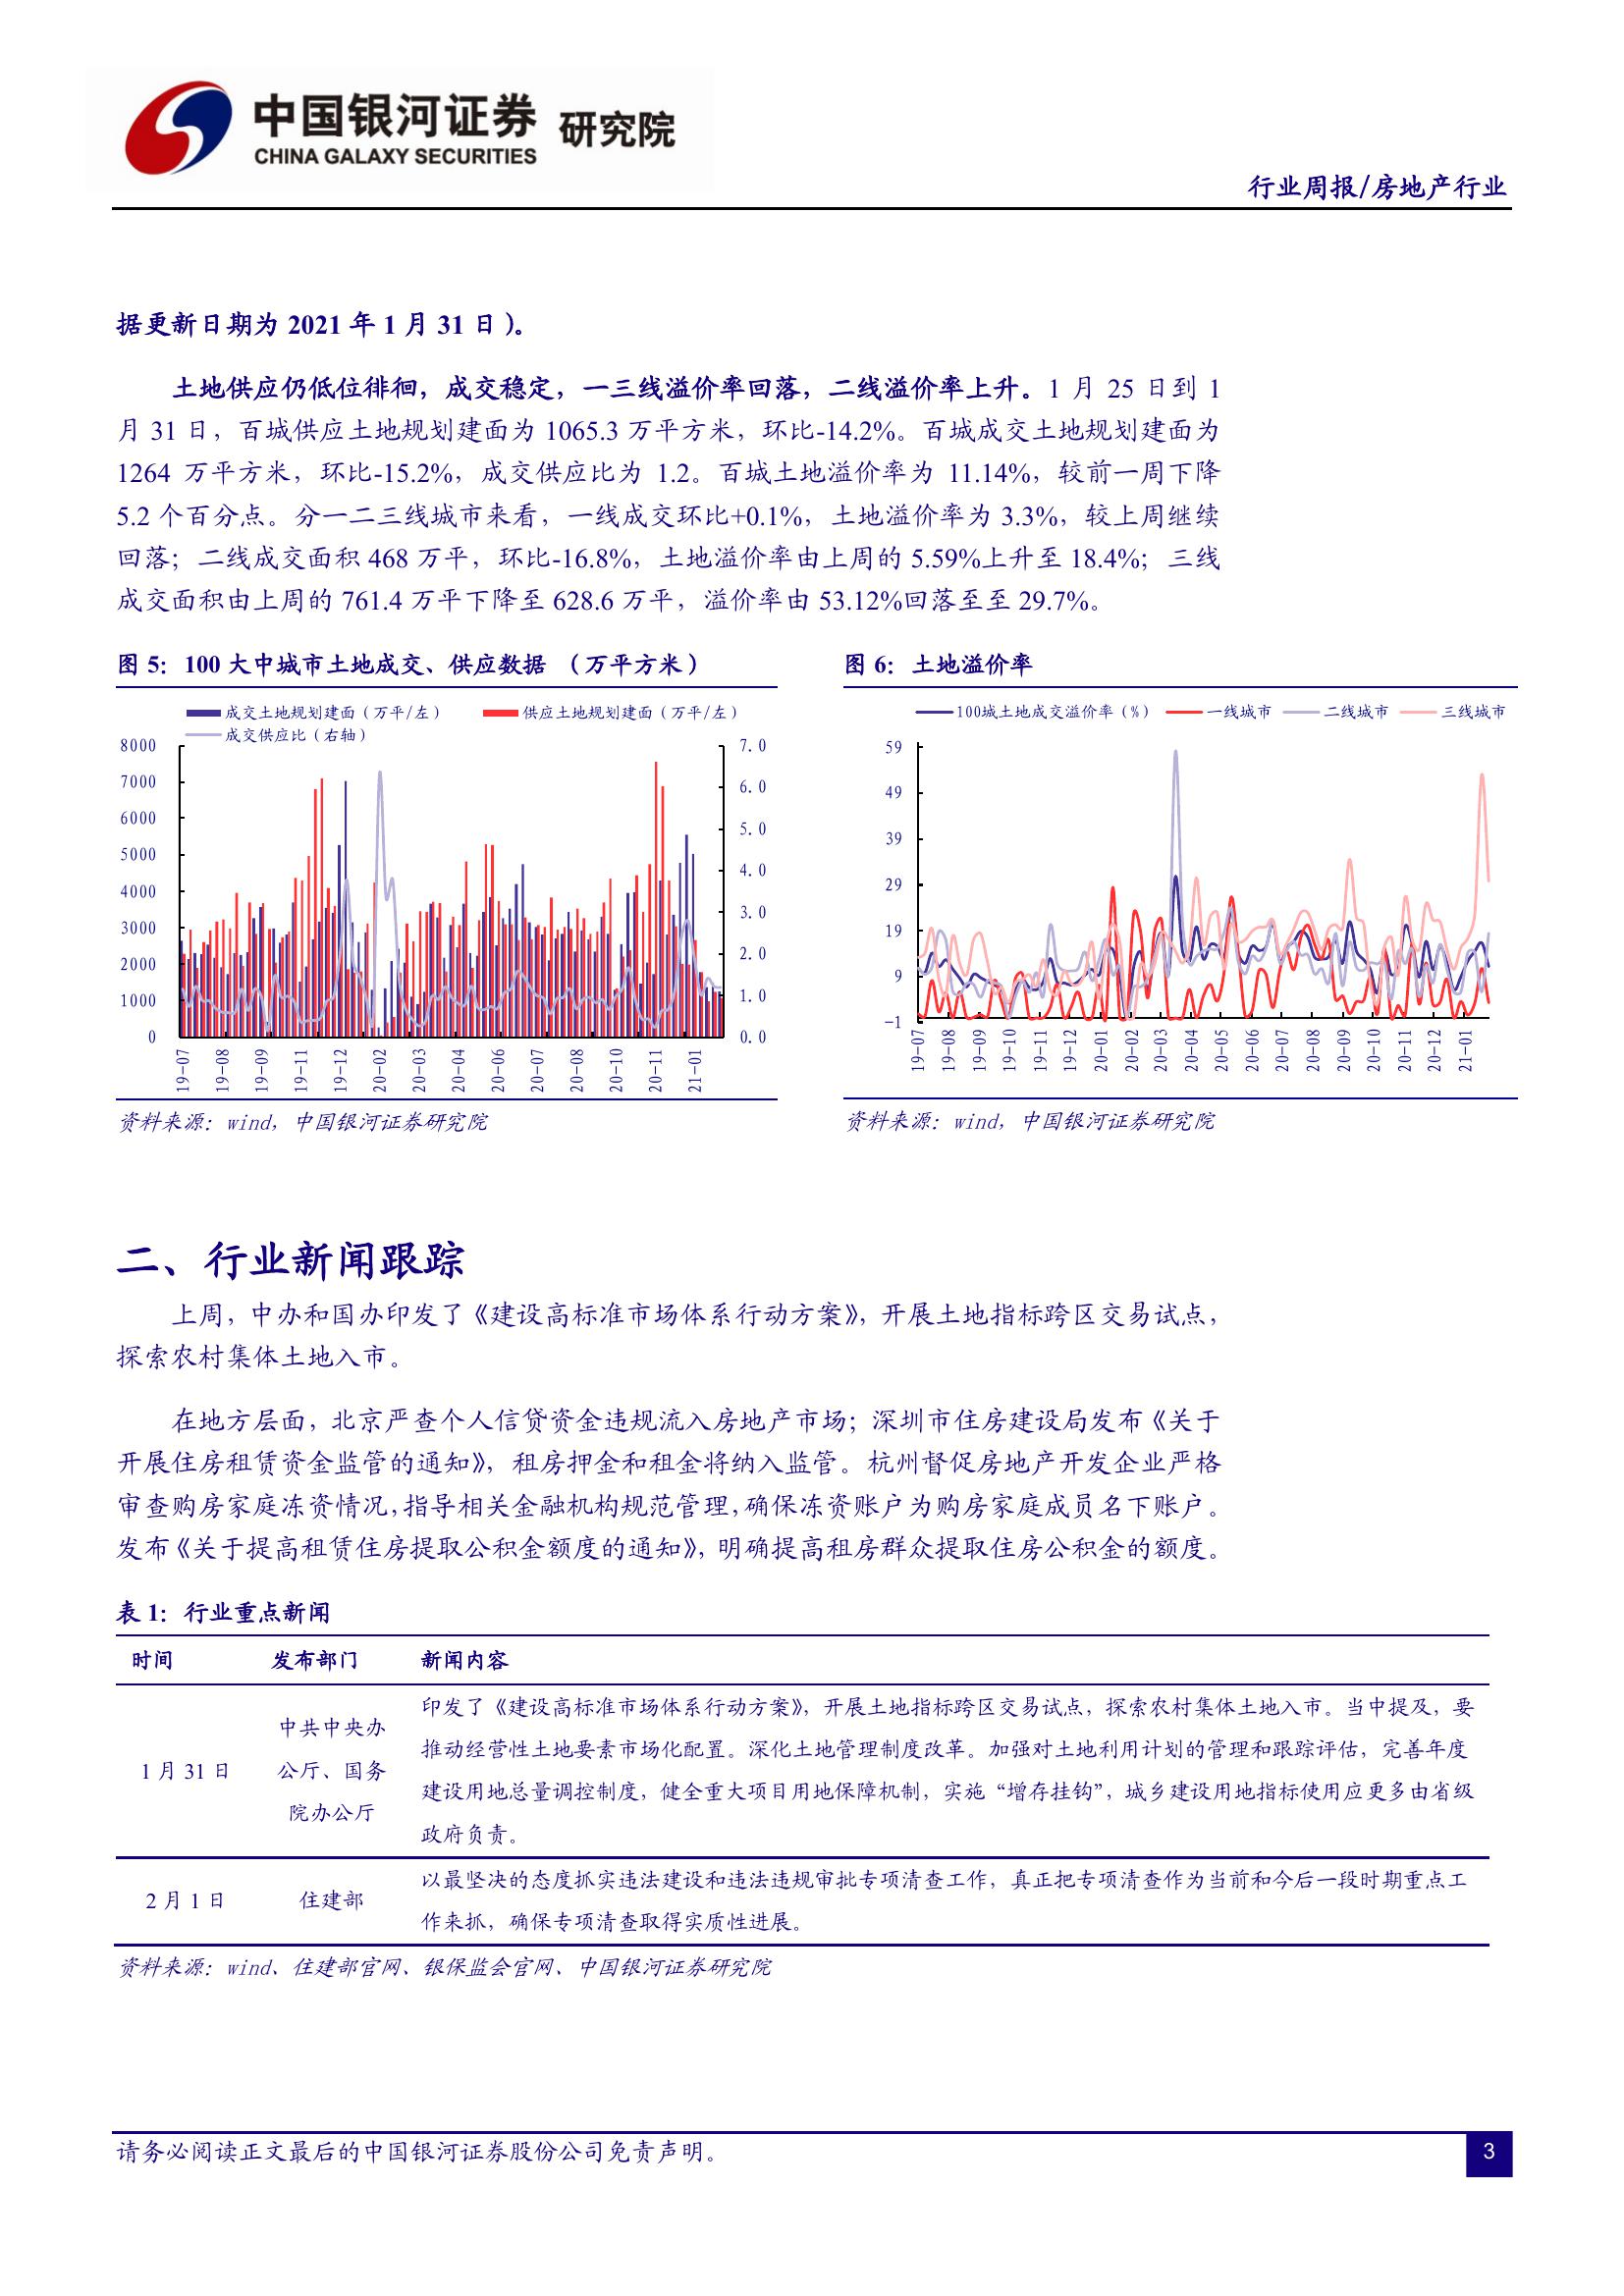 中国银河证券 研究院
CHINA GALAXY SECURITIES
行业周报/房地产行业
据更新日期为 2021 年 1 月 31 日）。
土地供应仍低位徘徊，成交稳定，一三线溢价率回落，二线溢价率上升。1 月 25 日到 1
月 31 日，百城供应土地规划建面为 1065.3 万平方米，环比-14.2%。百城成交土地规划建面为
1264 万平方米，环比-15.2%，成交供应比为 1.2。百城土地溢价率为 11.14%，较前一周下降
5.2 个百分点。分一二三线城市来看，一线成交环比+0.1%，土地溢价率为 3.3%，较上周继续
回落；二线成交面积 468 万平，环比-16.8%，土地溢价率由上周的 5.59%上升至 18.4%；三线
成交面积由上周的 761.4 万平下降至 628.6 万平，溢价率由 53.12%回落至至 29.7%。
图 5：100 大中城市土地成交、供应数据 （万平方米）
成交土地规划建面（万平/左） 供应土地规划建面（万平/左）
成交供应比（右轴）
8000
7000
6000
5000
4000
3000
2000
1000
0
7.0
6.0
5.0
4.0
3.0
2.0
1.0
0.0
19-07 19-08 19-09 19-11 19-12 20-02 20-03 20-04 20-06 20-07 20-08 20-10 20-11 21-01
资料来源：wind，中国银河证券研究院
图 6：土地溢价率
100城土地成交溢价率（%） 一线城市 二线城市 三线城市
59
49
39
29
19
9
-1
19-07 19-08 19-09 19-10 19-11 19-12 20-01 20-02 20-03 20-04 20-05 20-06 20-07 20-08 20-09 20-10 20-11 20-12 21-01
资料来源：wind，中国银河证券研究院
二、行业新闻跟踪
上周，中办和国办印发了《建设高标准市场体系行动方案》，开展土地指标跨区交易试点，
探索农村集体土地入市。
在地方层面，北京严查个人信贷资金违规流入房地产市场；深圳市住房建设局发布《关于
开展住房租赁资金监管的通知》，租房押金和租金将纳入监管。杭州督促房地产开发企业严格
审查购房家庭冻资情况，指导相关金融机构规范管理，确保冻资账户为购房家庭成员名下账户。
发布《关于提高租赁住房提取公积金额度的通知》，明确提高租房群众提取住房公积金的额度。
表 1：行业重点新闻
时间 发布部门 新闻内容
1 月 31 日
中共中央办
公厅、国务
院办公厅
印发了《建设高标准市场体系行动方案》，开展土地指标跨区交易试点，探索农村集体土地入市。当中提及，要
推动经营性土地要素市场化配置。深化土地管理制度改革。加强对土地利用计划的管理和跟踪评估，完善年度
建设用地总量调控制度，健全重大项目用地保障机制，实施“增存挂钩”，城乡建设用地指标使用应更多由省级
政府负责。
2 月 1 日
住建部
以最坚决的态度抓实违法建设和违法违规审批专项清查工作，真正把专项清查作为当前和今后一段时期重点工
作来抓，确保专项清查取得实质性进展。
资料来源：wind、住建部官网、银保监会官网、中国银河证券研究院
请务必阅读正文最后的中国银河证券股份公司免责声明。
3